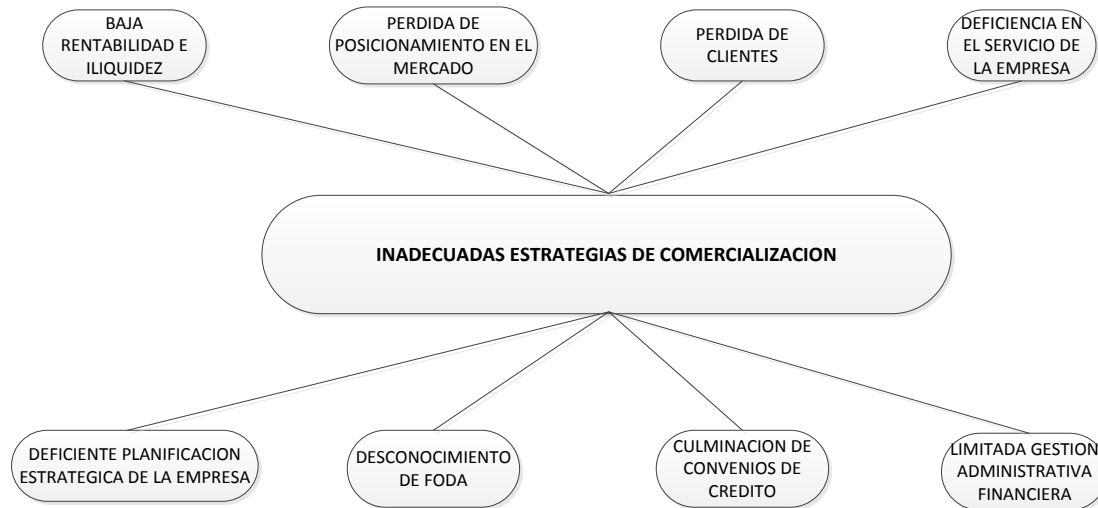 BAJA
RENTABILIDAD E
ILIQUIDEZ
PERDIDA DE
POSICIONAMIENTO EN EL
MERCADO
PERDIDA DE
CLIENTES
DEFICIENCIA EN
EL SERVICIO DE
LA EMPRESA
INADECUADAS ESTRATEGIAS DE COMERCIALIZACION
DEFICIENTE PLANIFICACION
ESTRATEGICA DE LA EMPRESA
DESCONOCIMIENTO
DE FODA
CULMINACION DE
CONVENIOS DE
CREDITO
LIMITADA GESTION
ADMINISTRATIVA
FINANCIERA